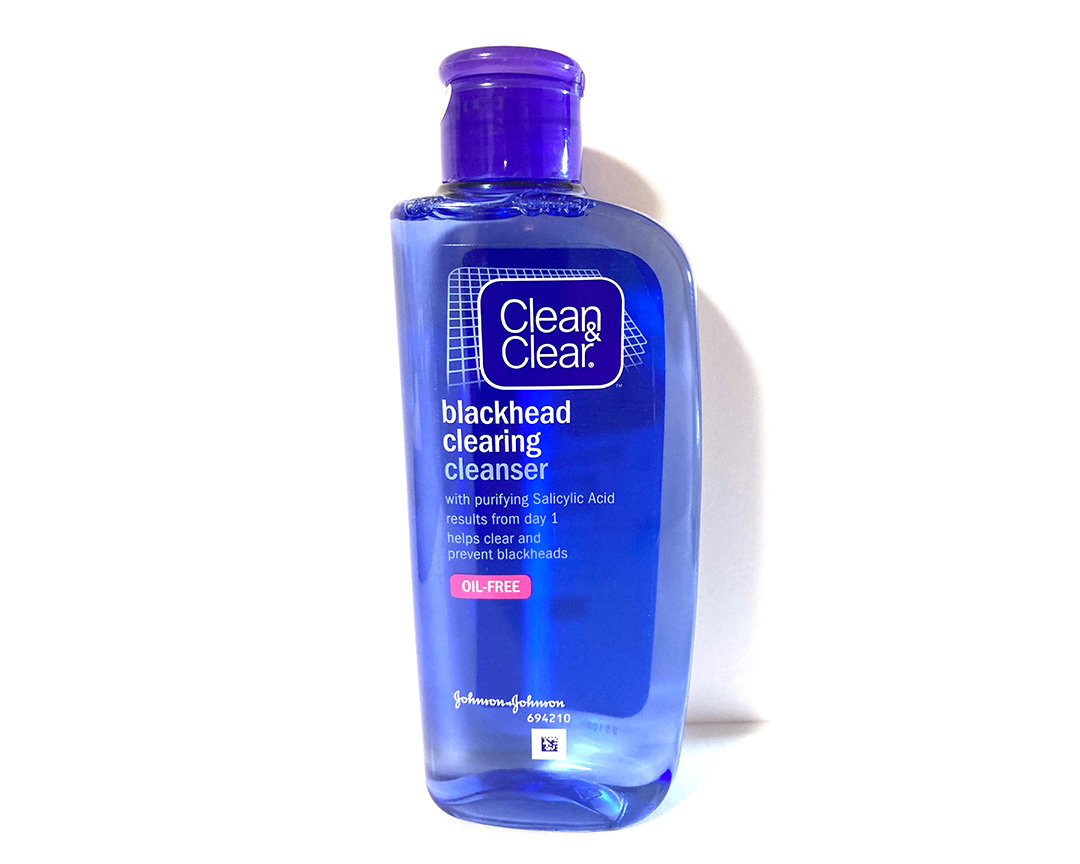 Clean
&
Clear®
™
blackhead
clearing
cleanser
with purifying Salicylic Acid
results from day 1
helps clear and
prevent blackheads
OIL-FREE
Johnson & Johnson
694210